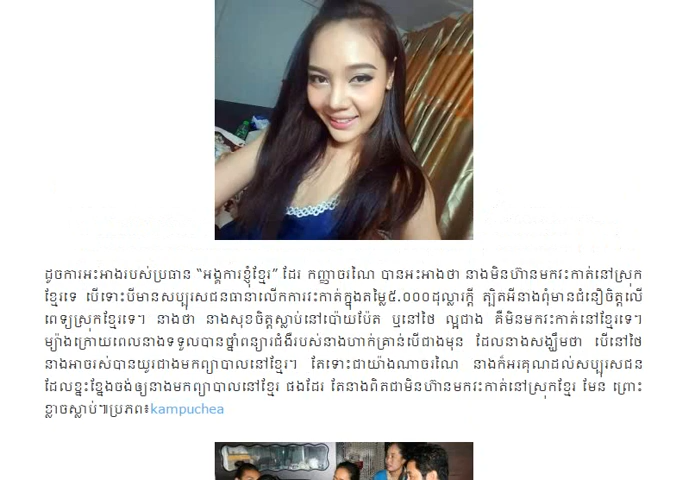 ដូចការអះអាងរបស់ប្រធាន “អង្គការខ្ញុំខ្មែរ” ដែរ កញ្ញាចរណៃ បានអះអាងថា នាងមិនហ៊ានមកវះកាត់នៅស្រុក
ខ្មែរទេ បើទោះបីមានសប្បុរសជនធានាលើកការវះកាត់ក្នុងតម្លៃ៥.០០០ដុល្លារក្តី ត្បិតអីនាងពុំមានជំនឿចិត្តលើ
ពេទ្យស្រុកខ្មែរទេ។ នាងថា នាងសុខចិត្តស្លាប់នៅប៉ោយប៉ែត ឬនៅថៃ ល្អជាង គឺមិនមកវះកាត់នៅខ្មែរទេ។
ម្យ៉ាងក្រោយពេលនាងទទួលបានថ្នាំពន្យារជំងឺរបស់នាងហាក់គ្រាន់បើជាងមុន ដែលនាងសង្ឃឹមថា បើនៅថៃ
នាងអាចរស់បានយូរជាងមកព្យាបាលនៅខ្មែរ។ តែទោះជាយ៉ាងណាចរណៃ នាងក៏អរគុណដល់សប្បុរសជន
ដែលខ្នះខ្នែងចង់ឲ្យនាងមកព្យាបាលនៅខ្មែរ ផងដែរ តែនាងពិតជាមិនហ៊ានមកវះកាត់នៅស្រុកខ្មែរ មែន ព្រោះ
ខ្លាចស្លាប់៕ប្រភព៖kampuchea